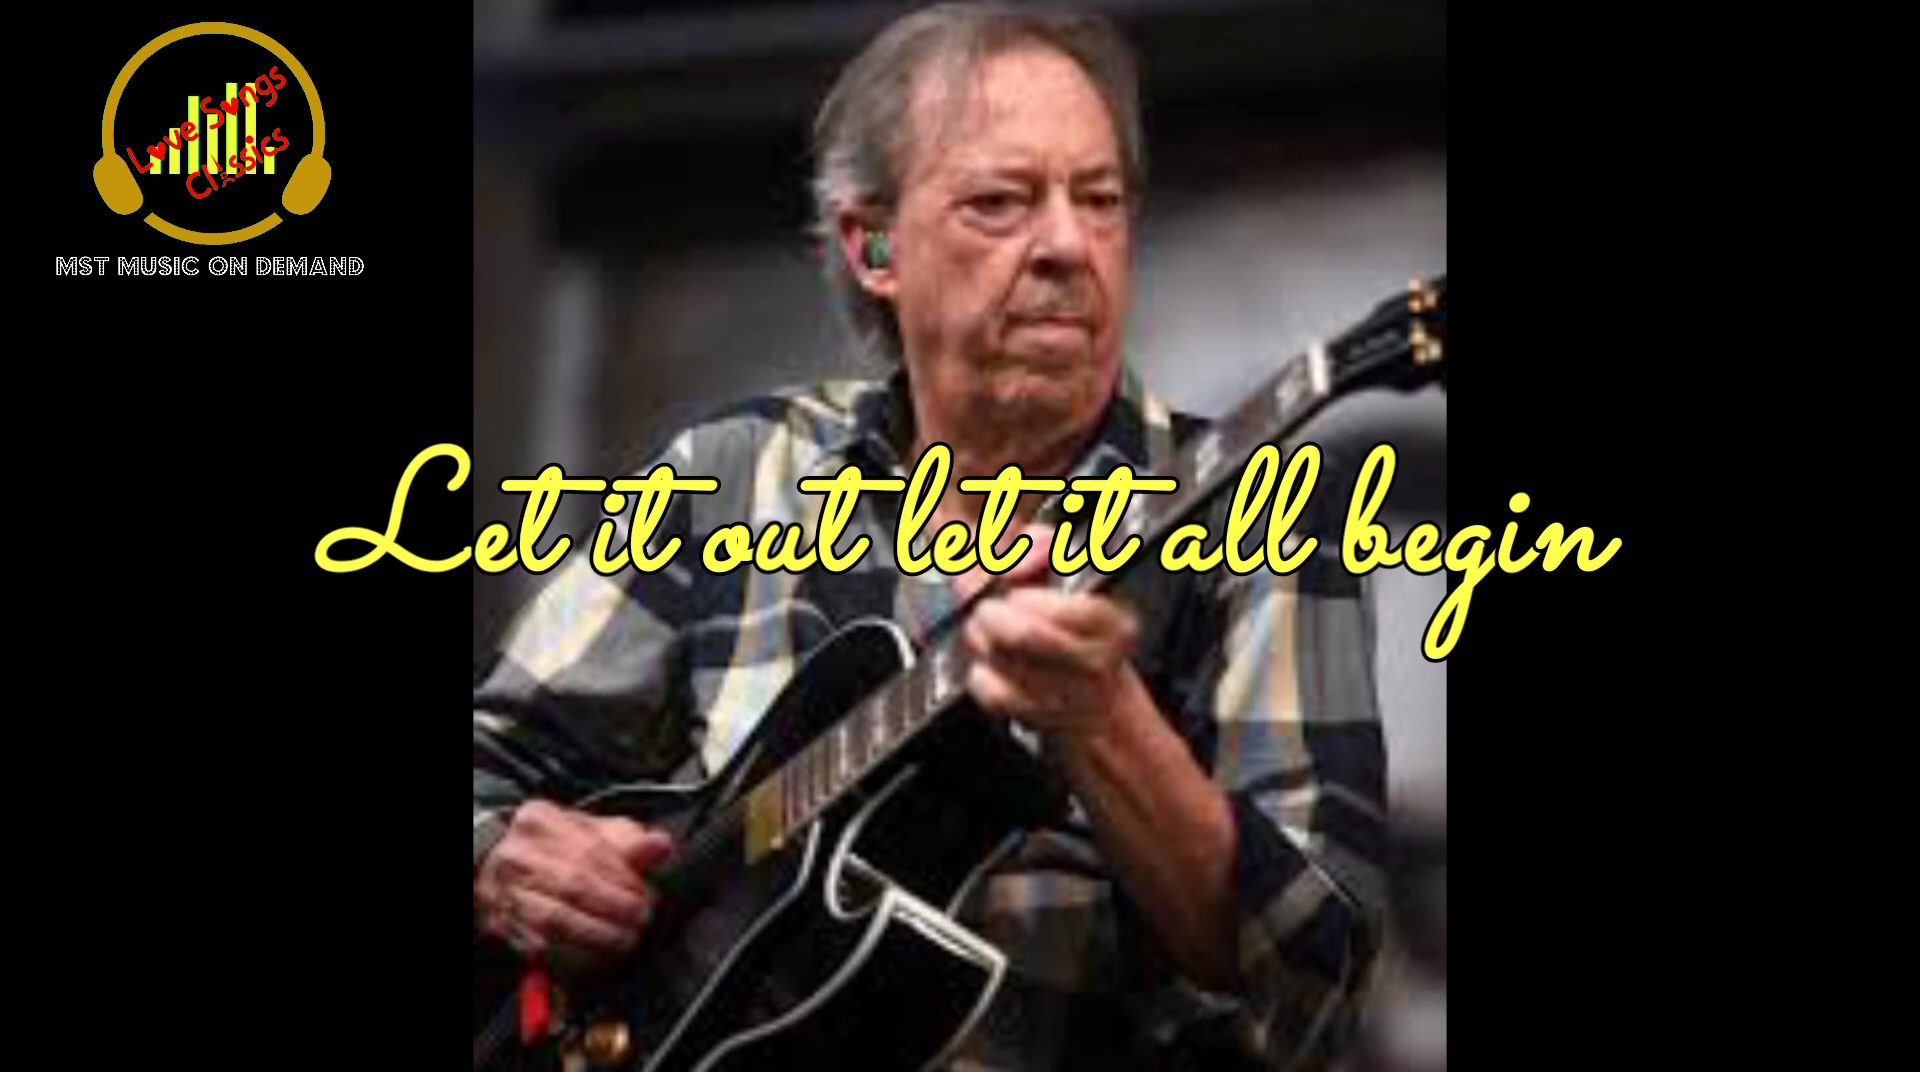 Love Songs
Classics
MST MUSIC ON DEMAND
Let it out let it all begin